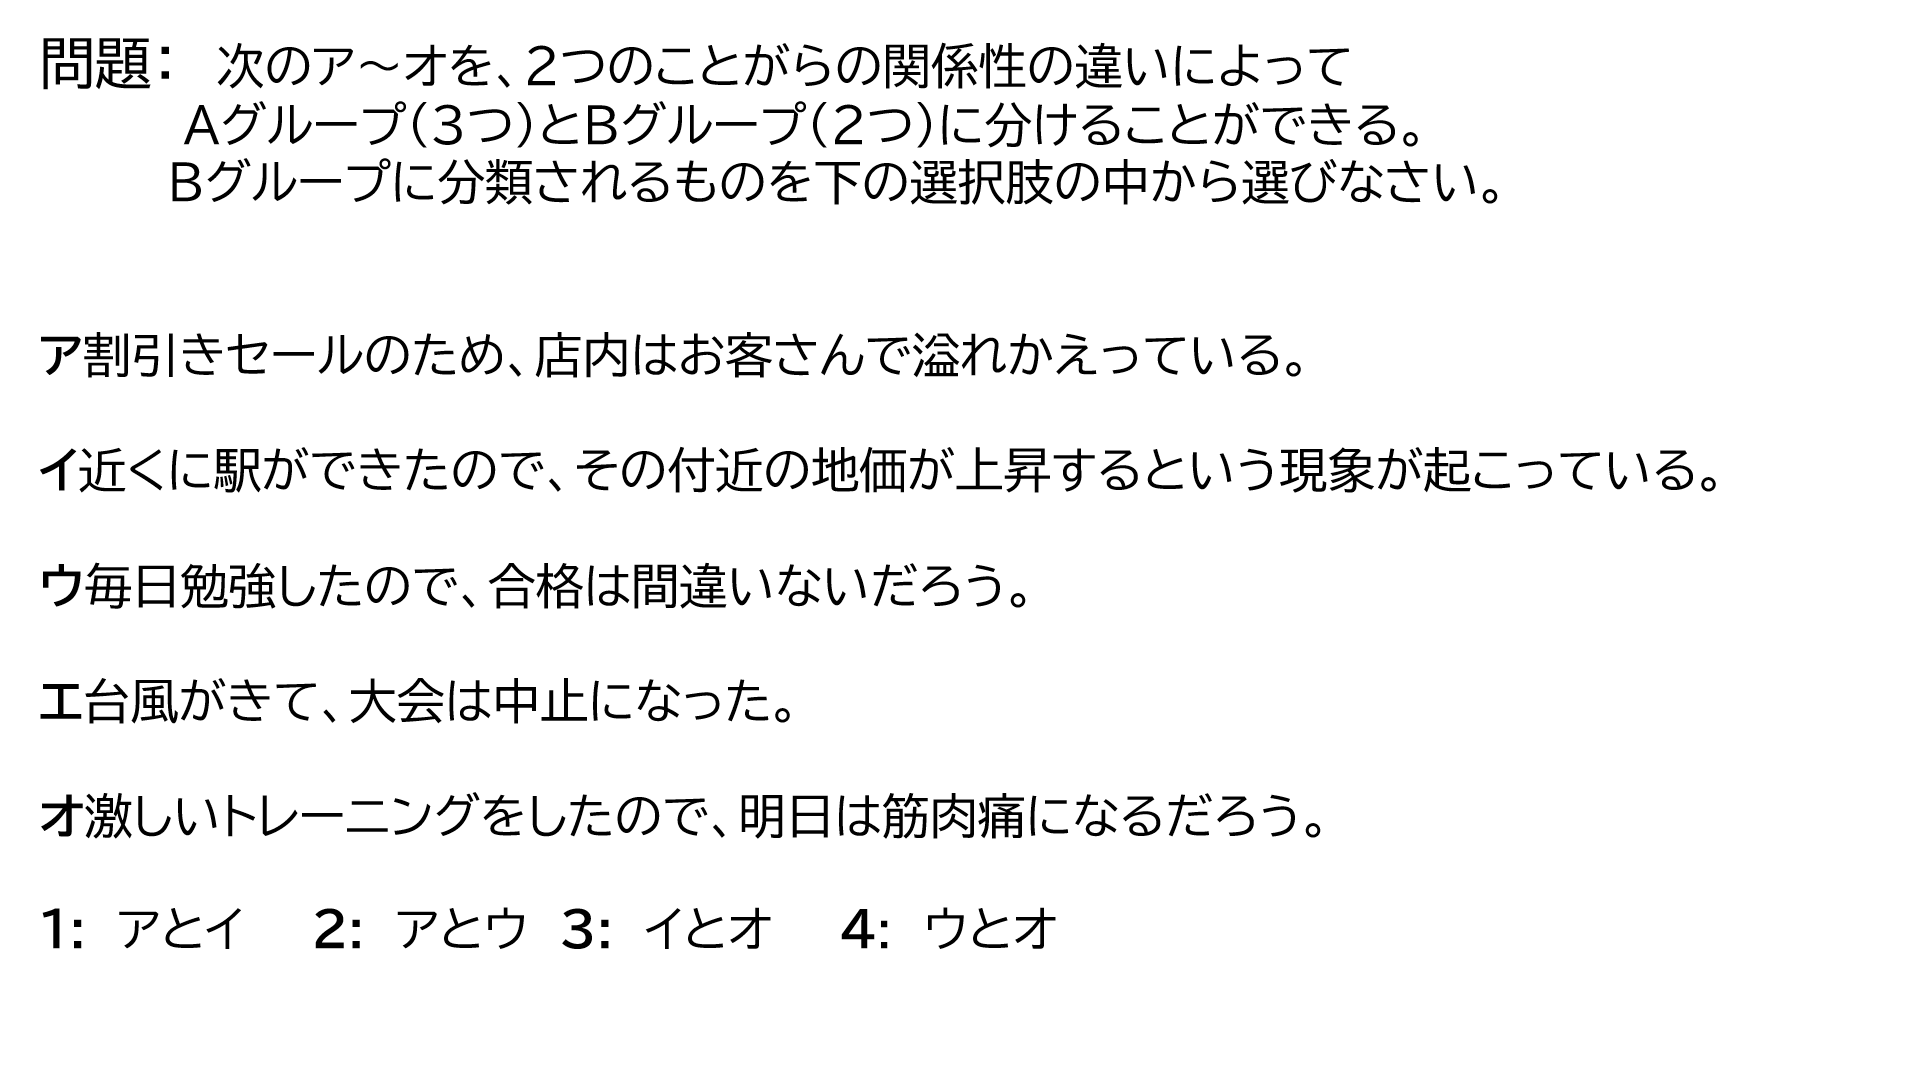 問題： 次のア～オを、２つのことがらの関係性の違いによって
Ａグループ（３つ）とＢグループ（２つ）に分けることができる。
Ｂグループに分類されるものを下の選択肢の中から選びなさい。
ア割引きセールのため、店内はお客さんで溢れかえっている。
イ近くに駅ができたので、その付近の地価が上昇するという現象が起こっている。
ウ毎日勉強したので、合格は間違いないだろう。
エ台風がきて、大会は中止になった。
オ激しいトレーニングをしたので、明日は筋肉痛になるだろう。
1: アとイ 2: アとウ 3: イとオ 4: ウとオ